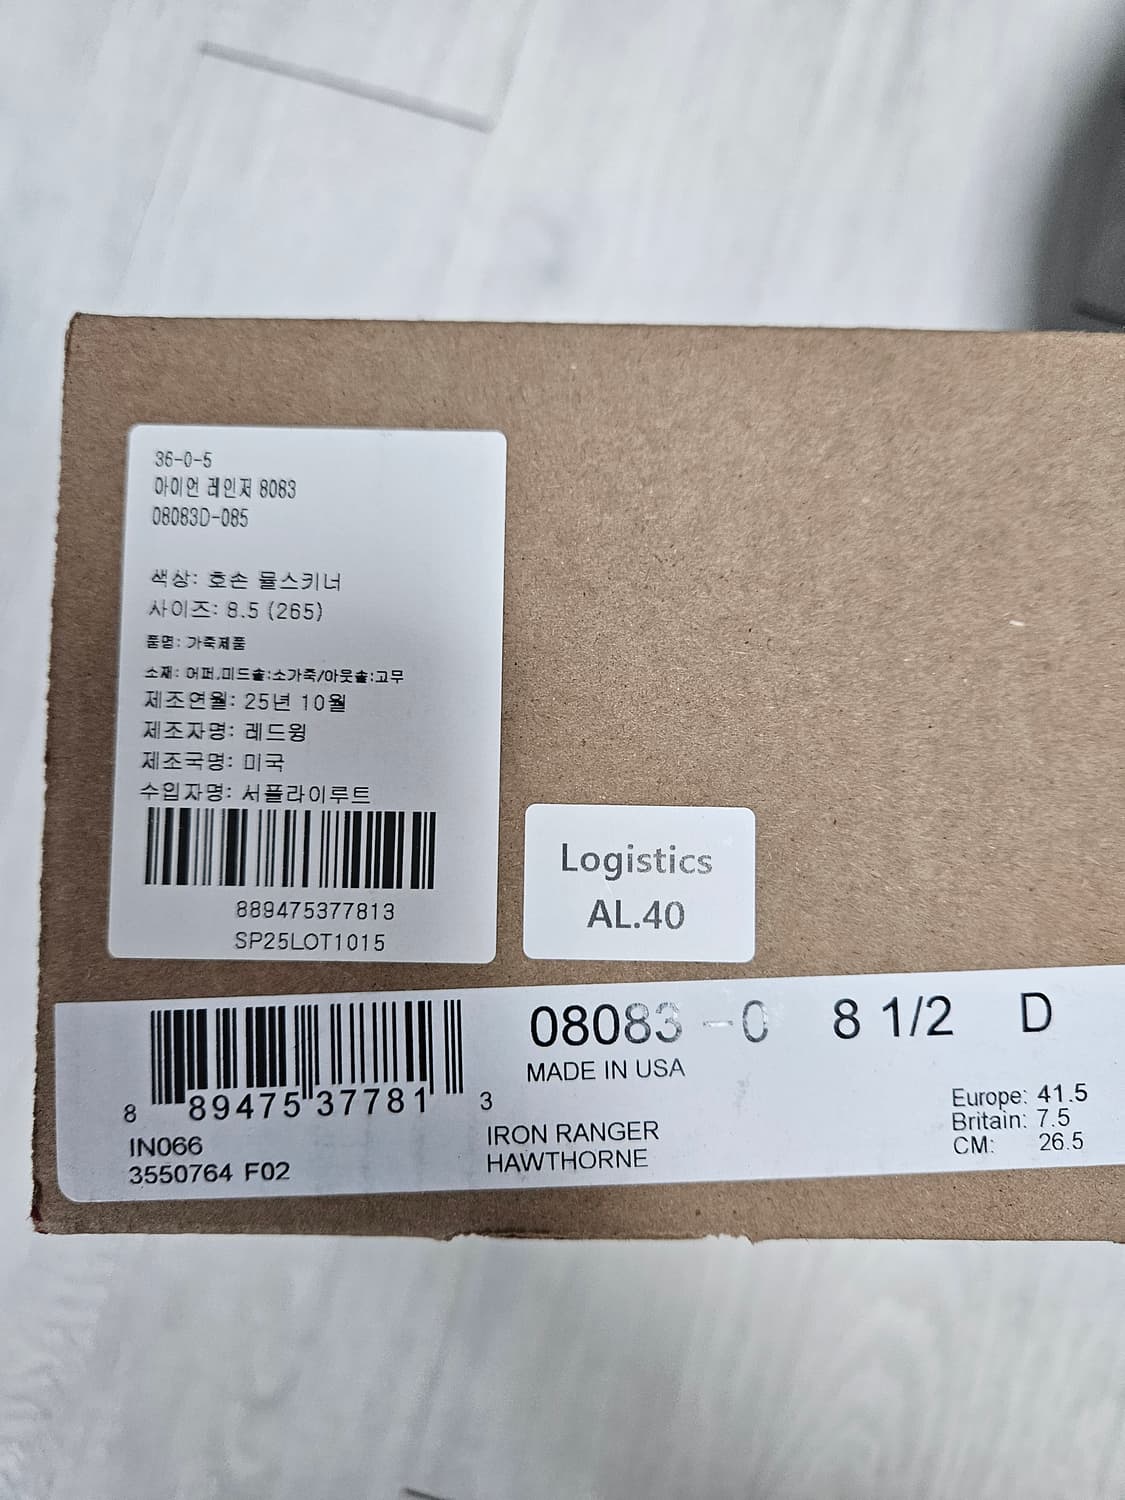 36-0-5
아이언 레인저 8083
08083D-085
색상: 호손 뮬스키너
사이즈: 8.5 (265)
품명: 가죽제품
소재: 어퍼,미드솔:소가죽/아웃솔:고무
제조연월: 25년 10월
제조자명: 레드윙
제조국명: 미국
수입자명: 서플라이루트
889475377813
SP25LOT1015
Logistics
AL.40
08083 -0 8 1/2 D
MADE IN USA
8 89475 37781 3
IN066
3550764 F02
IRON RANGER
HAWTHORNE
Europe: 41.5
Britain: 7.5
CM: 26.5